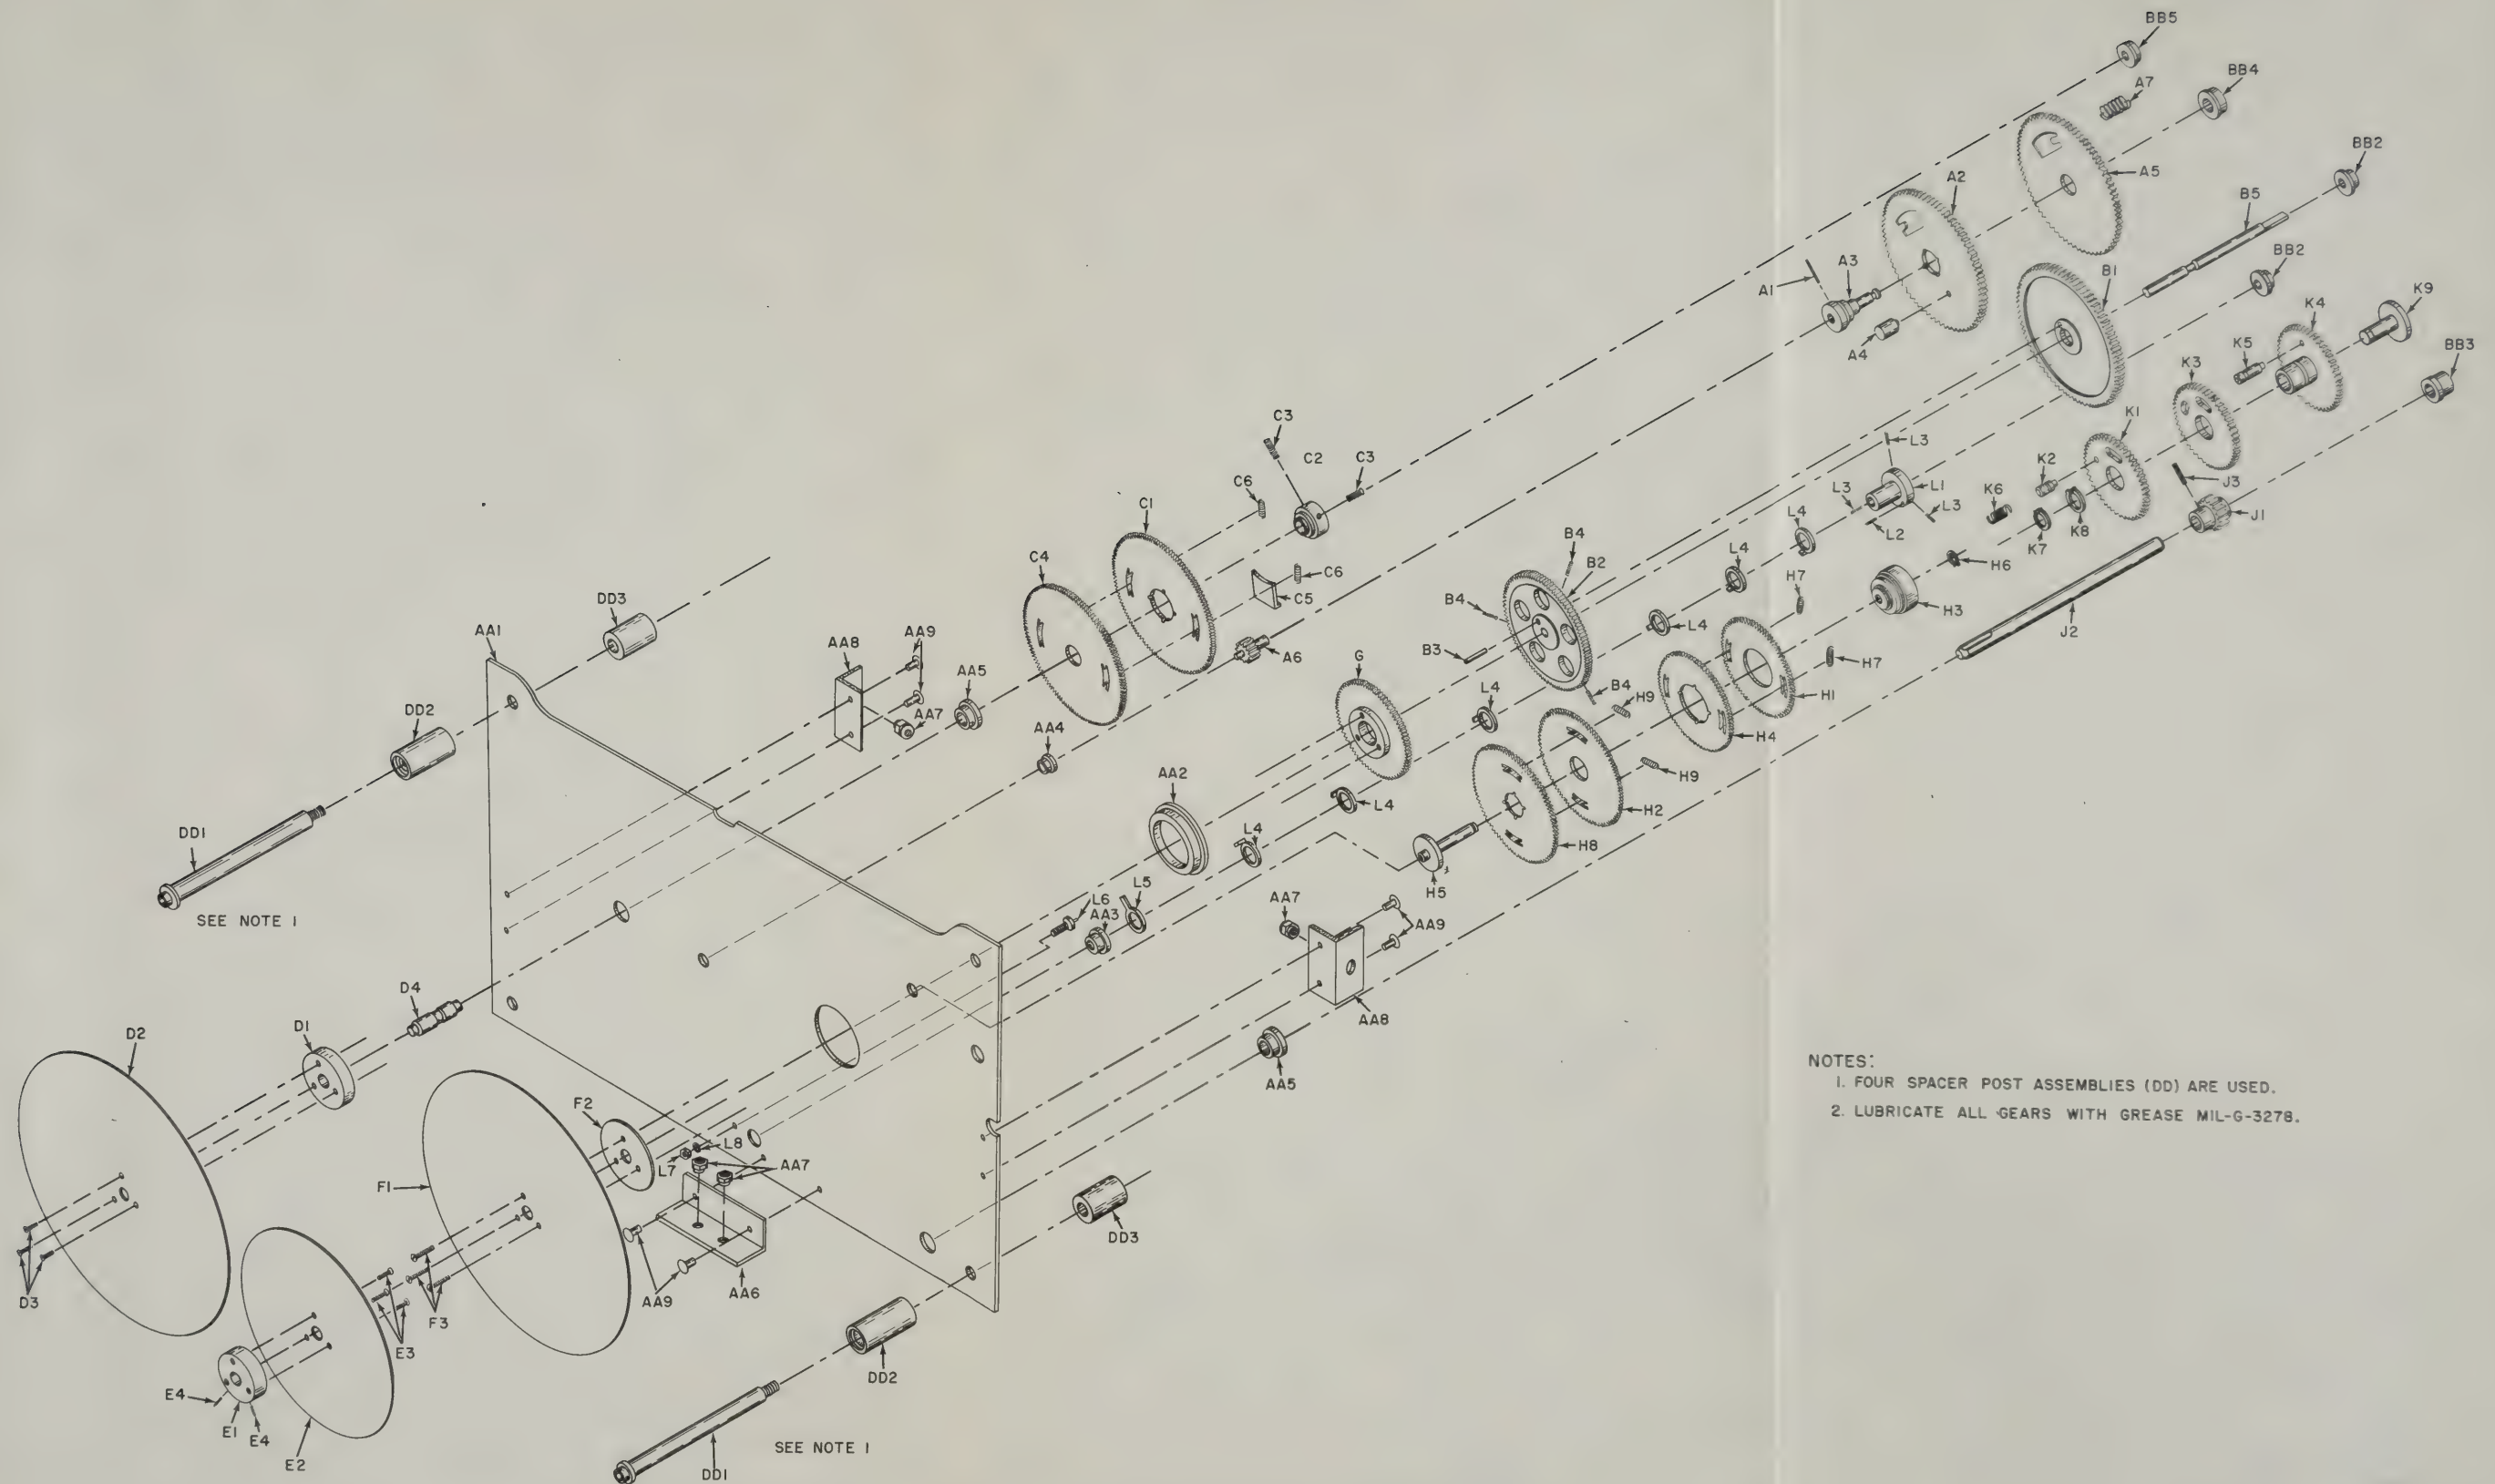 BB5
BB4
A7
BB2
A5
A2
B5
BB2
A3
B1
A1
K4
K9
A4
K5
BB3
K3
C3
K1
C2
C3
L3
K2
J3
C6
L3
L1
K6
L3
C1
L4
L2
K8
J1
K7
B4
L4
B2
H6
C4
C6
H7
DD3
C5
B4
H3
AA1
AA9
L4
J2
AA8
B3
A6
H7
AA5
G
L4
B4
H9
H1
DD2
AA7
AA4
H4
AA2
H9
L4
H2
DD1
L4
H8
L5
H5
L6
AA7
SEE NOTE 1
AA3
AA9
D4
AA8
D1
D2
AA5
NOTES:
1. FOUR SPACER POST ASSEMBLIES (DD) ARE USED.
2. LUBRICATE ALL GEARS WITH GREASE MIL-G-3278.
F2
L8
L7
AA7
F1
DD3
D3
AA9
AA6
F3
E3
DD2
E4
E1
E4
E2
SEE NOTE 1
DD1